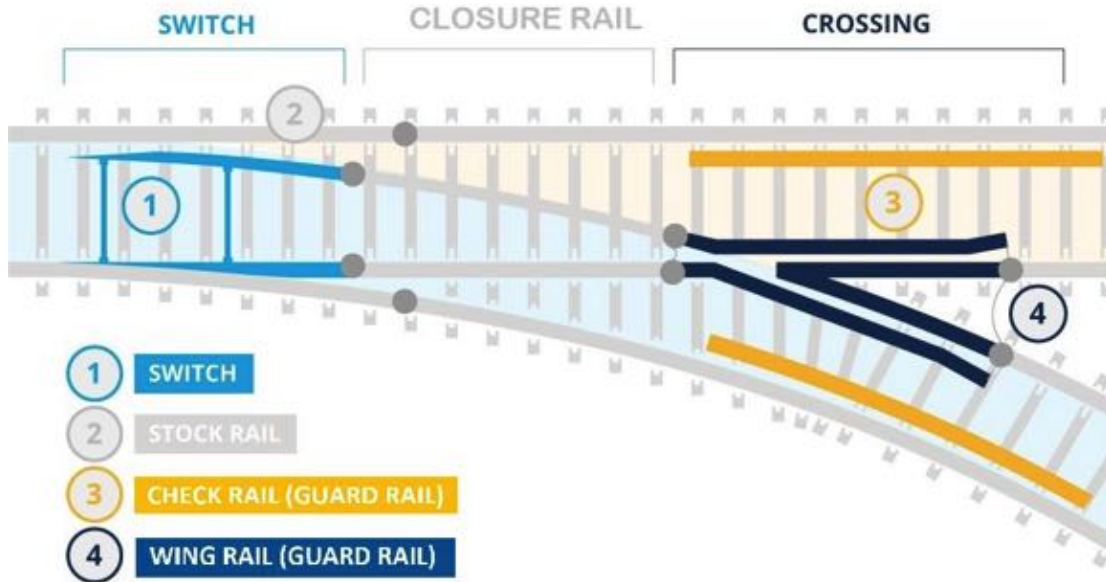 SWITCH
CLOSURE RAIL
CROSSING
2
1
3
4
1 SWITCH
2 STOCK RAIL
3 CHECK RAIL (GUARD RAIL)
4 WING RAIL (GUARD RAIL)